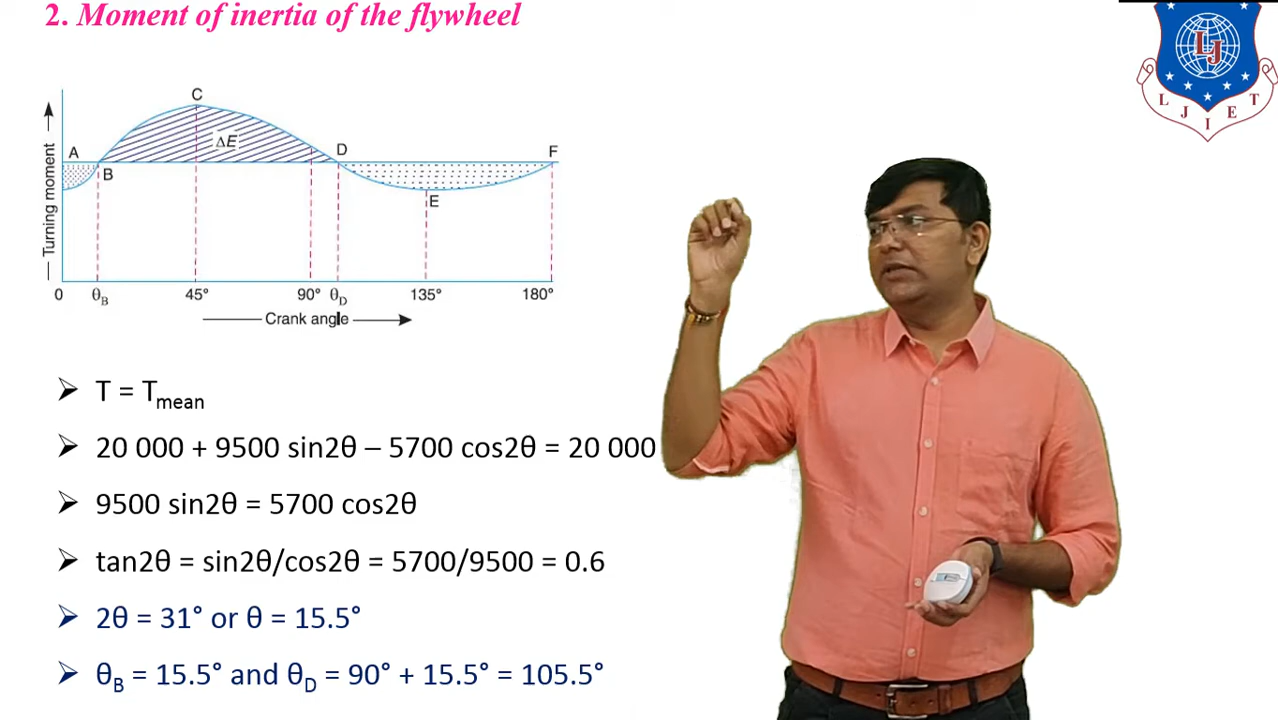 2. Moment of inertia of the flywheel
LJ
L J I E T
C
ΔE
A
B
D
F
E
Turning moment
0 θB 45° 90° θD 135° 180°
Crank angle
➢ T = Tmean
➢ 20 000 + 9500 sin2θ – 5700 cos2θ = 20 000
➢ 9500 sin2θ = 5700 cos2θ
➢ tan2θ = sin2θ/cos2θ = 5700/9500 = 0.6
➢ 2θ = 31° or θ = 15.5°
➢ θB = 15.5° and θD = 90° + 15.5° = 105.5°